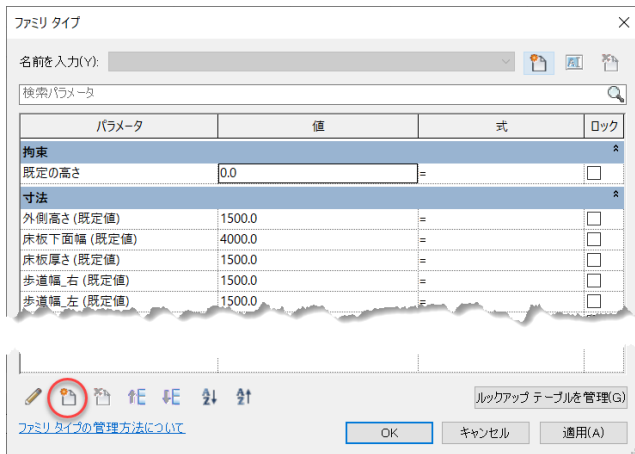 ファミリ タイプ
名前を入力(Y):
検索パラメータ
パラメータ 値 式 ロック
拘束
既定の高さ 0.0 =
寸法
外側高さ (既定値) 1500.0 =
床板下面幅 (既定値) 4000.0 =
床板厚さ (既定値) 1500.0 =
歩道幅_右 (既定値) 1500.0 =
歩道幅_左 (既定値) 1500.0 =
ルックアップ テーブルを管理(G)
ファミリ タイプの管理方法について
OK キャンセル 適用(A)